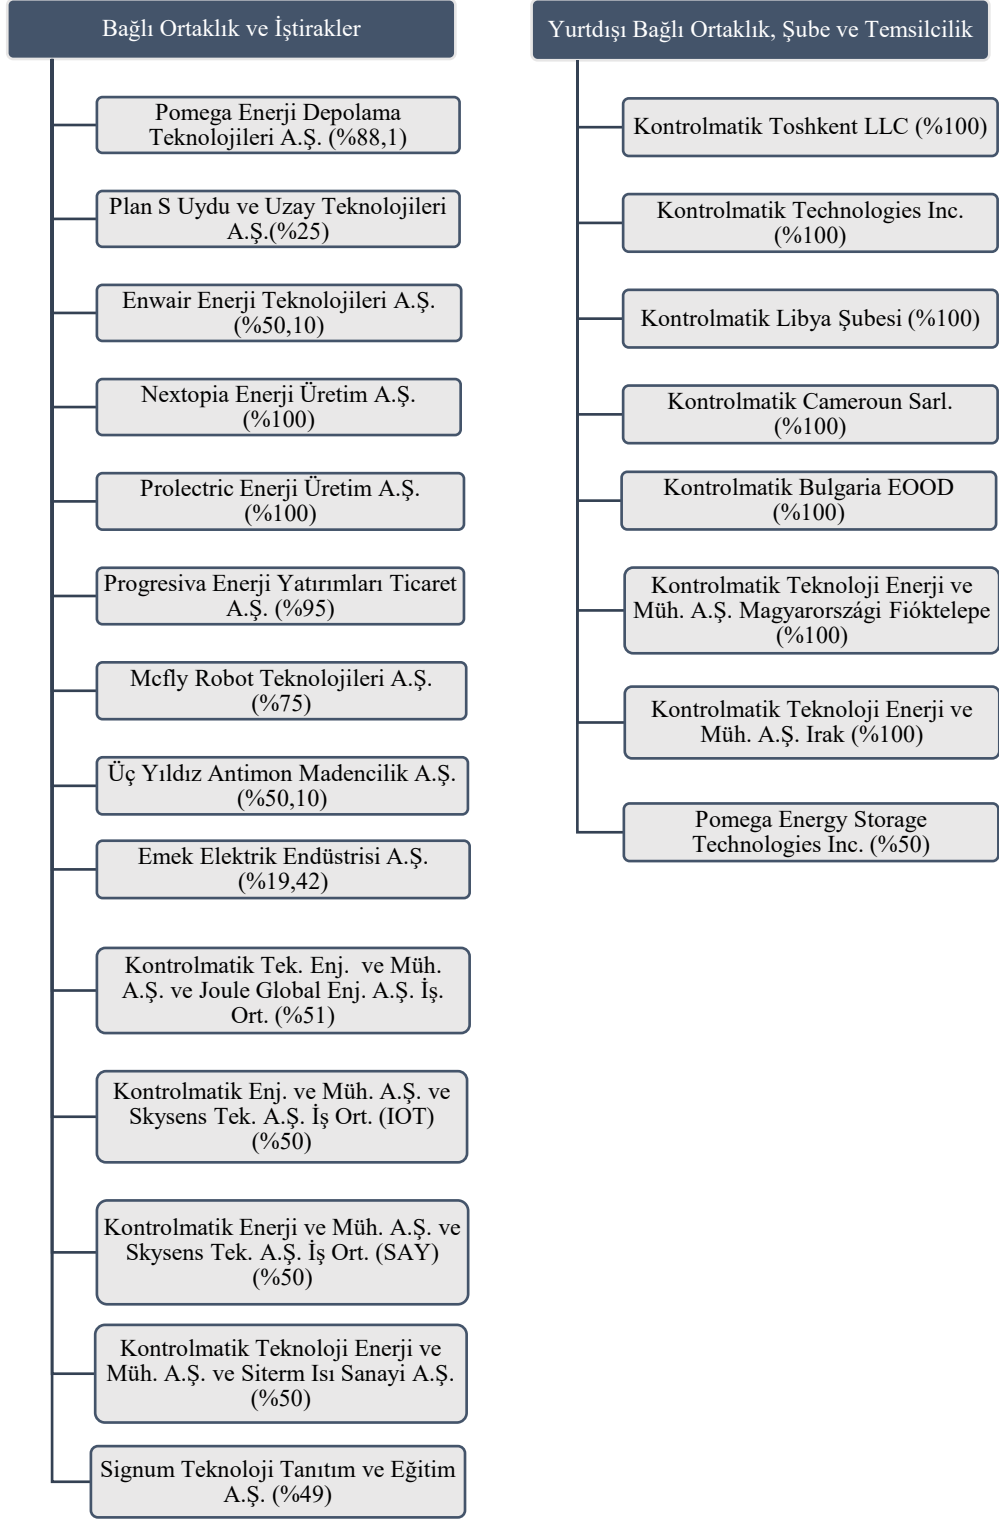 Bağlı Ortaklık ve İştirakler
Pomega Enerji Depolama
Teknolojileri A.Ş. (%88,1)
Plan S Uydu ve Uzay Teknolojileri
A.Ş.(%25)
Enwair Enerji Teknolojileri A.Ş.
(%50,10)
Nextopia Enerji Üretim A.Ş.
(%100)
Prolectric Enerji Üretim A.Ş.
(%100)
Progresiva Enerji Yatırımları Ticaret
A.Ş. (%95)
Mcfly Robot Teknolojileri A.Ş.
(%75)
Üç Yıldız Antimon Madencilik A.Ş.
(%50,10)
Emek Elektrik Endüstrisi A.Ş.
(%19,42)
Kontrolmatik Tek. Enj. ve Müh.
A.Ş. ve Joule Global Enj. A.Ş. İş.
Ort. (%51)
Kontrolmatik Enj. ve Müh. A.Ş. ve
Skysens Tek. A.Ş. İş Ort. (IOT)
(%50)
Kontrolmatik Enerji ve Müh. A.Ş. ve
Skysens Tek. A.Ş. İş Ort. (SAY)
(%50)
Kontrolmatik Teknoloji Enerji ve
Müh. A.Ş. ve Siterm Isı Sanayi A.Ş.
(%50)
Signum Teknoloji Tanıtım ve Eğitim
A.Ş. (%49)
Yurtdışı Bağlı Ortaklık, Şube ve Temsilcilik
Kontrolmatik Toshkent LLC (%100)
Kontrolmatik Technologies Inc.
(%100)
Kontrolmatik Libya Şubesi (%100)
Kontrolmatik Cameroun Sarl.
(%100)
Kontrolmatik Bulgaria EOOD
(%100)
Kontrolmatik Teknoloji Enerji ve
Müh. A.Ş. Magyarországi Fióktelepe
(%100)
Kontrolmatik Teknoloji Enerji ve
Müh. A.Ş. Irak (%100)
Pomega Energy Storage
Technologies Inc. (%50)